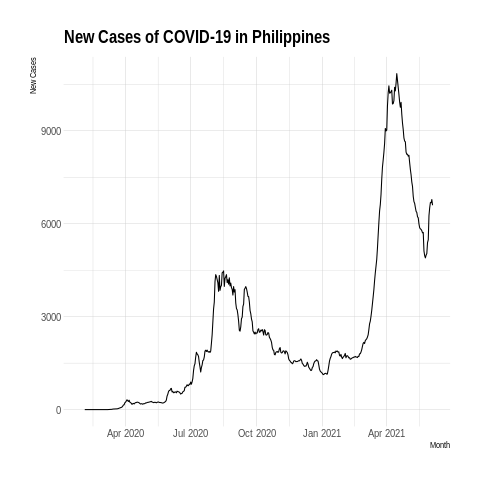 New Cases of COVID-19 in Philippines
New Cases
9000
6000
3000
0
Apr 2020 Jul 2020 Oct 2020 Jan 2021 Apr 2021
Month